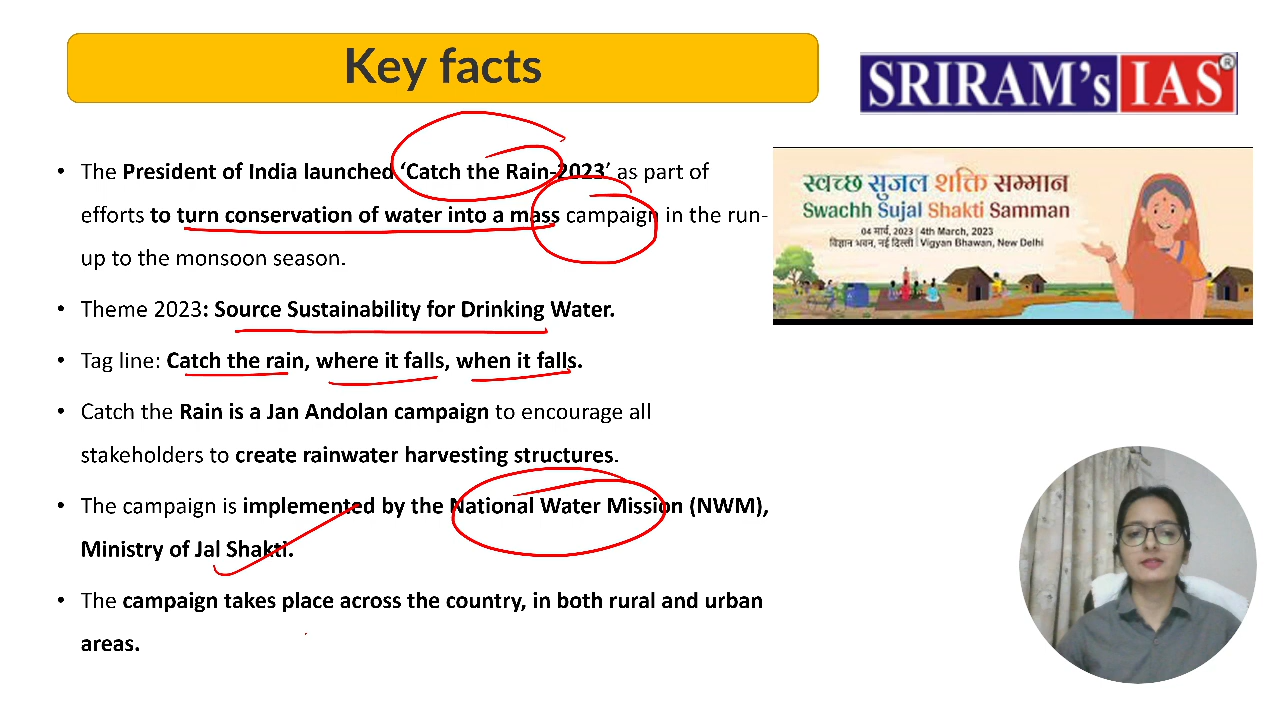 Key facts
SRIRAM's IAS®
• The President of India launched ‘Catch the Rain-2023’ as part of
efforts to turn conservation of water into a mass campaign in the run-
up to the monsoon season.
• Theme 2023: Source Sustainability for Drinking Water.
• Tag line: Catch the rain, where it falls, when it falls.
• Catch the Rain is a Jan Andolan campaign to encourage all
stakeholders to create rainwater harvesting structures.
• The campaign is implemented by the National Water Mission (NWM),
Ministry of Jal Shakti.
• The campaign takes place across the country, in both rural and urban
areas.
स्वच्छ सुजल शक्ति सम्मान
Swachh Sujal Shakti Samman
04 मार्च, 2023 | 4th March, 2023
विज्ञान भवन, नई दिल्ली | Vigyan Bhawan, New Delhi